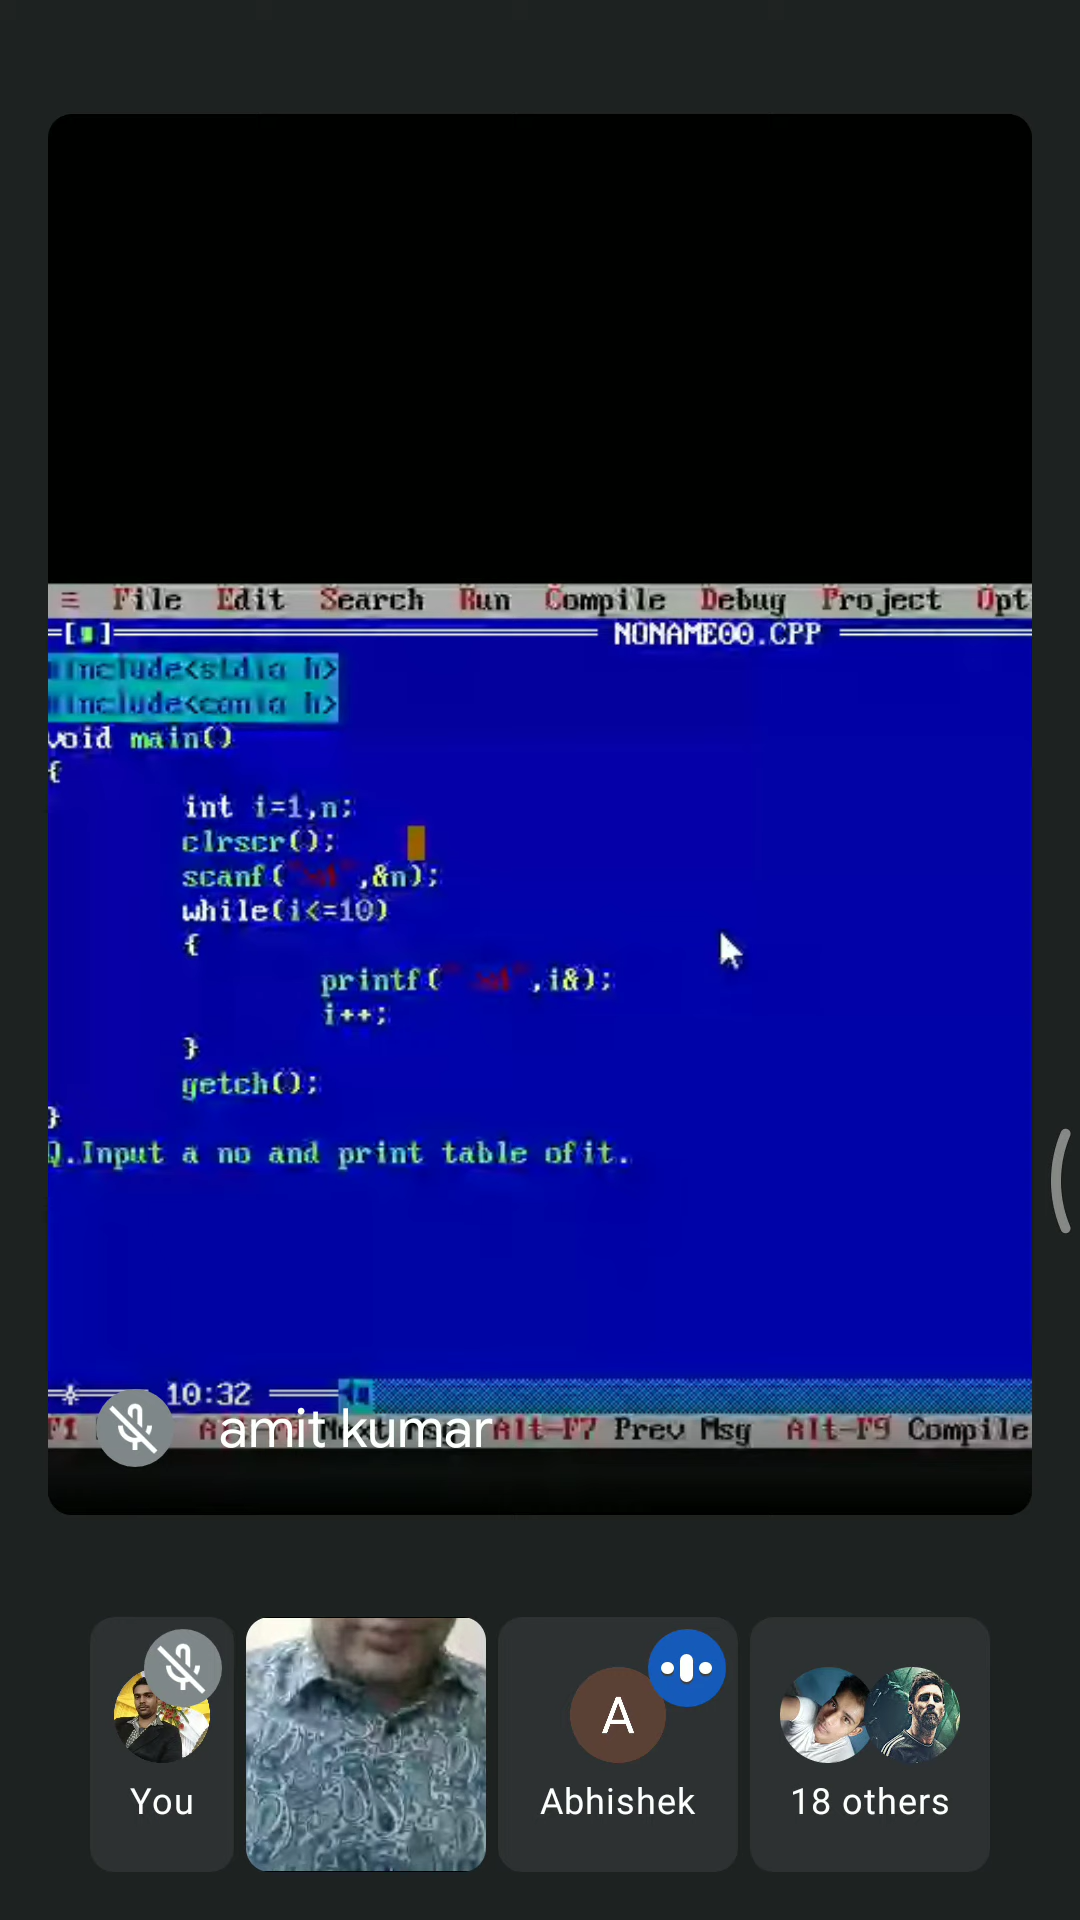 ≡ File Edit Search Run Compile Debug Project Opt
[■] NONAME00.CPP
include<stdio h>
include<conio h>
void main()
{
int i=1,n;
clrscr();
scanf("%d",&n);
while(i<=10)
{
printf(" %d",i&);
i++;
}
getch();
}
Q.Input a no and print table ofit.
10:32
F1 Alt-F7 Prev Msg Alt-F9 Compile
amit kumar
A
You
Abhishek
18 others